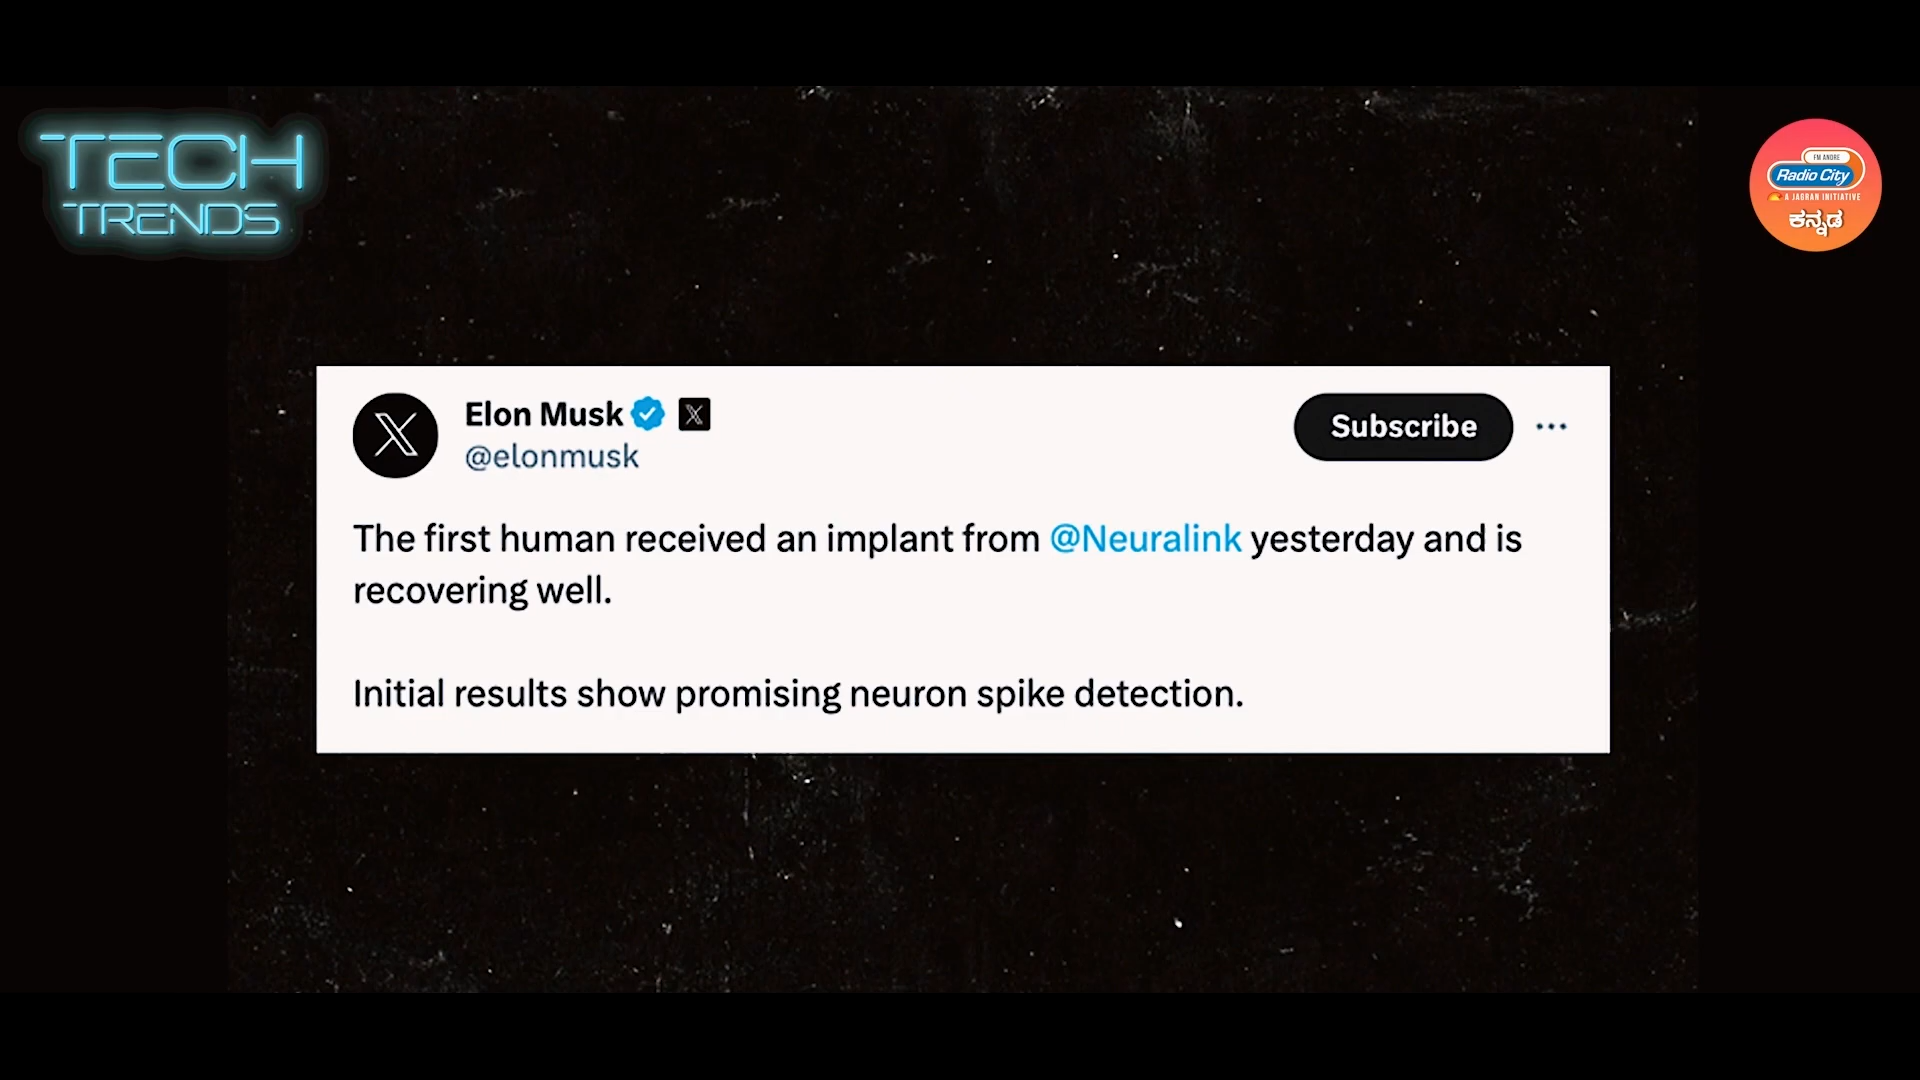 TECH
TRENDS
FM ANDRE
Radio City
A JAGRAN INITIATIVE
ಕನ್ನಡ
Elon Musk
@elonmusk
Subscribe
The first human received an implant from @Neuralink yesterday and is
recovering well.
Initial results show promising neuron spike detection.